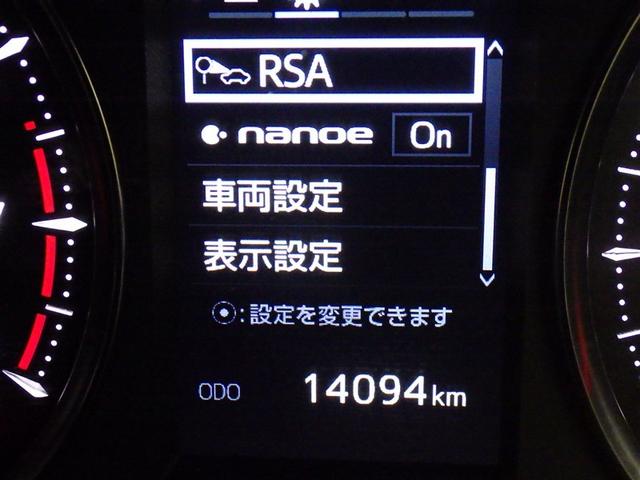 RSA
nanoe On
車両設定
表示設定
:設定を変更できます
ODO 14094km